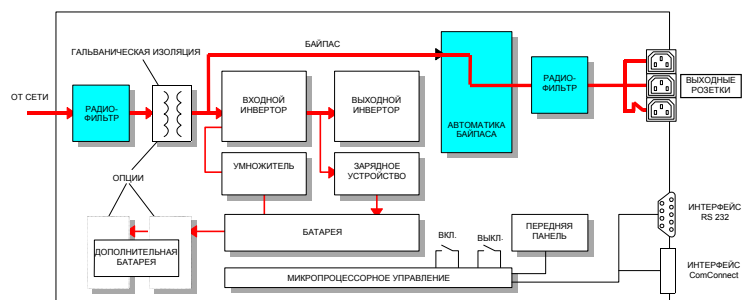 ГАЛЬВАНИЧЕСКАЯ ИЗОЛЯЦИЯ
БАЙПАС
ОТ СЕТИ
РАДИО-
ФИЛЬТР
ВХОДНОЙ
ИНВЕРТОР
ВЫХОДНОЙ
ИНВЕРТОР
АВТОМАТИКА
БАЙПАСА
РАДИО-
ФИЛЬТР
ВЫХОДНЫЕ
РОЗЕТКИ
ОПЦИИ
УМНОЖИТЕЛЬ
ЗАРЯДНОЕ
УСТРОЙСТВО
ДОПОЛНИТЕЛЬНАЯ
БАТАРЕЯ
БАТАРЕЯ
ВКЛ.
ВЫКЛ-
ПЕРЕДНЯЯ
ПАНЕЛЬ
ИНТЕРФЕЙС
RS 232
МИКРОПРОЦЕССОРНОЕ УПРАВЛЕНИЕ
ИНТЕРФЕЙС
ComConnect